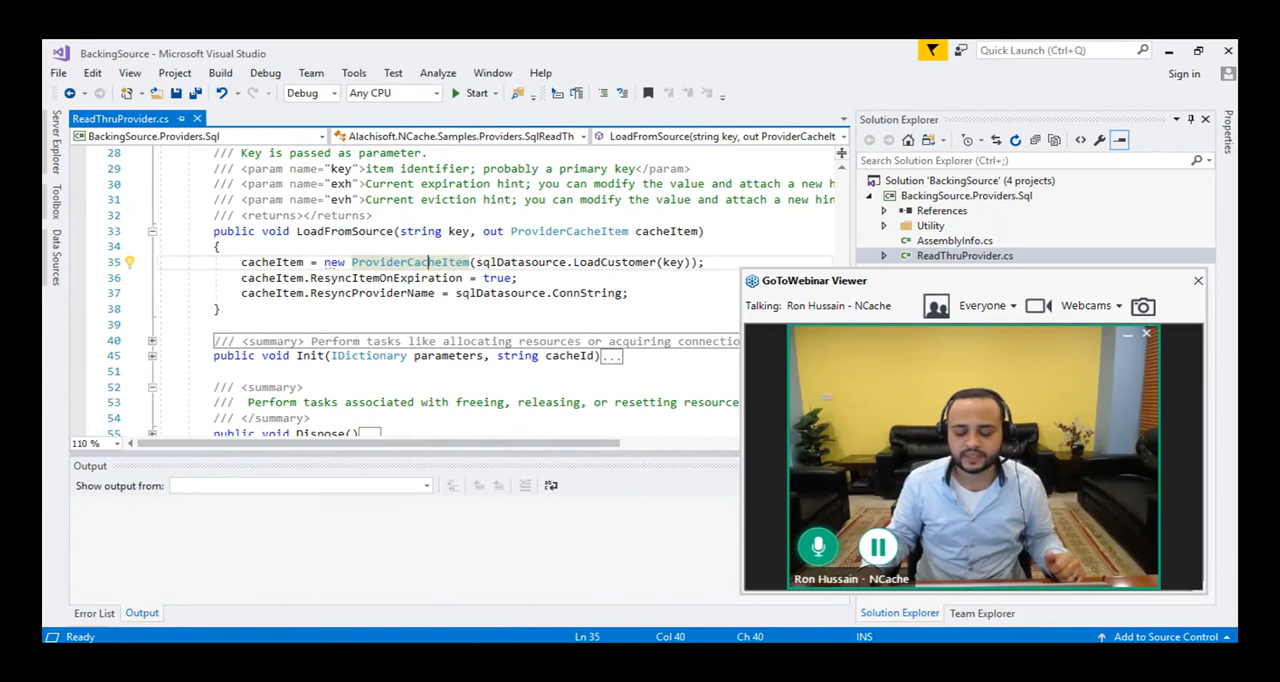 BackingSource - Microsoft Visual Studio
Quick Launch (Ctrl+Q)
File Edit View Project Build Debug Team Tools Test Analyze Window Help
Sign in
Debug Any CPU Start
ReadThruProvider.cs
BackingSource.Providers.Sql Alachisoft.NCache.Samples.Providers.SqlReadTh LoadFromSource(string key, out ProviderCacheIt
Server Explorer
Toolbox
Data Sources
28 /// Key is passed as parameter.
29 /// <param name="key">item identifier; probably a primary key</param>
30 /// <param name="exh">Current expiration hint; you can modify the value and attach a new h
31 /// <param name="evh">Current eviction hint; you can modify the value and attach a new hin
32 /// <returns></returns>
33 public void LoadFromSource(string key, out ProviderCacheItem cacheItem)
34 {
35 cacheItem = new ProviderCacheItem(sqlDatasource.LoadCustomer(key));
36 cacheItem.ResyncItemOnExpiration = true;
37 cacheItem.ResyncProviderName = sqlDatasource.ConnString;
38 }
39
40 /// <summary> Perform tasks like allocating resources or acquiring connectio
45 public void Init(IDictionary parameters, string cacheId)...
51
52 /// <summary>
53 /// Perform tasks associated with freeing, releasing, or resetting resource
54 /// </summary>
55 public void Dispose()
110 %
Output
Show output from:
Error List Output
Solution Explorer
Search Solution Explorer (Ctrl+;)
Solution 'BackingSource' (4 projects)
BackingSource.Providers.Sql
References
Utility
AssemblyInfo.cs
ReadThruProvider.cs
Properties
GoToWebinar Viewer
Talking: Ron Hussain - NCache Everyone Webcams
Ron Hussain - NCache
Solution Explorer Team Explorer
Ready Ln 35 Col 40 Ch 40 INS Add to Source Control